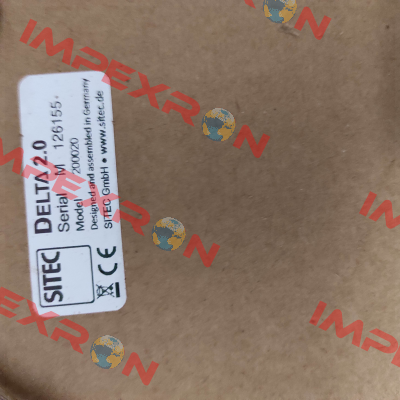 SITEC
DELTA 2.0
Serial M 126155
Model 200020
Designed and assembled in Germany
SITEC GmbH • www.sitec.de
CE
IMPEXRON
IMPEXRON
IMPEXRON
IMPEXRON
IMPEXRON